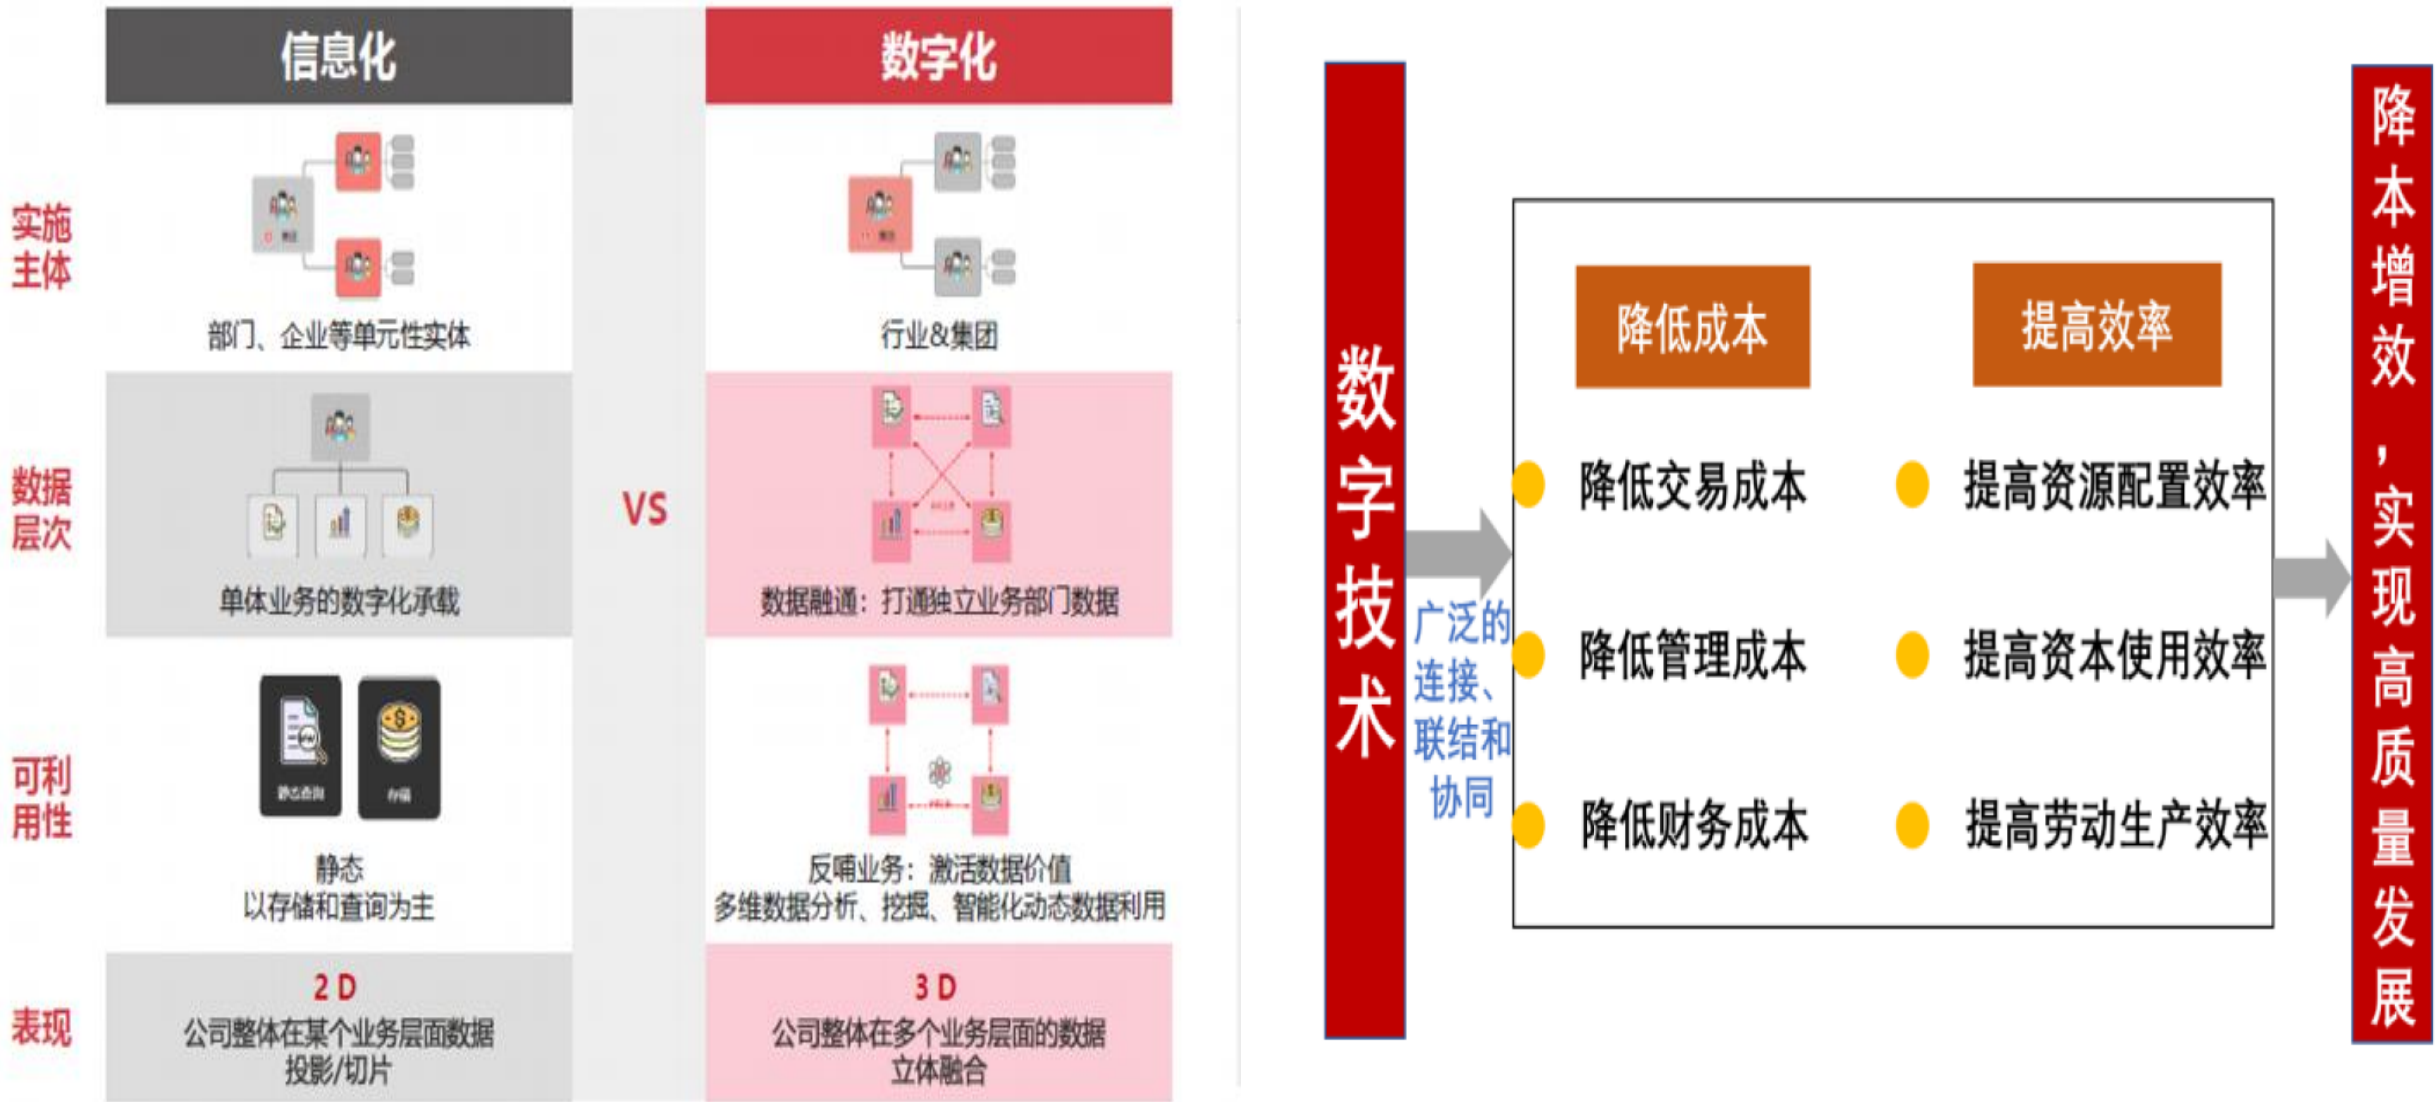 信息化
数字化
实施
主体
部门、企业等单元性实体
行业&集团
数据
层次
单体业务的数字化承载
VS
数据融通：打通独立业务部门数据
可利
用性
静态查询
存储
静态
以存储和查询为主
反哺业务：激活数据价值
多维数据分析、挖掘、智能化动态数据利用
表现
2 D
公司整体在某个业务层面数据
投影/切片
3 D
公司整体在多个业务层面的数据
立体融合
数字技术
广泛的
连接、
联结和
协同
降低成本
提高效率
降低交易成本
提高资源配置效率
降低管理成本
提高资本使用效率
降低财务成本
提高劳动生产效率
降本增效，实现高质量发展